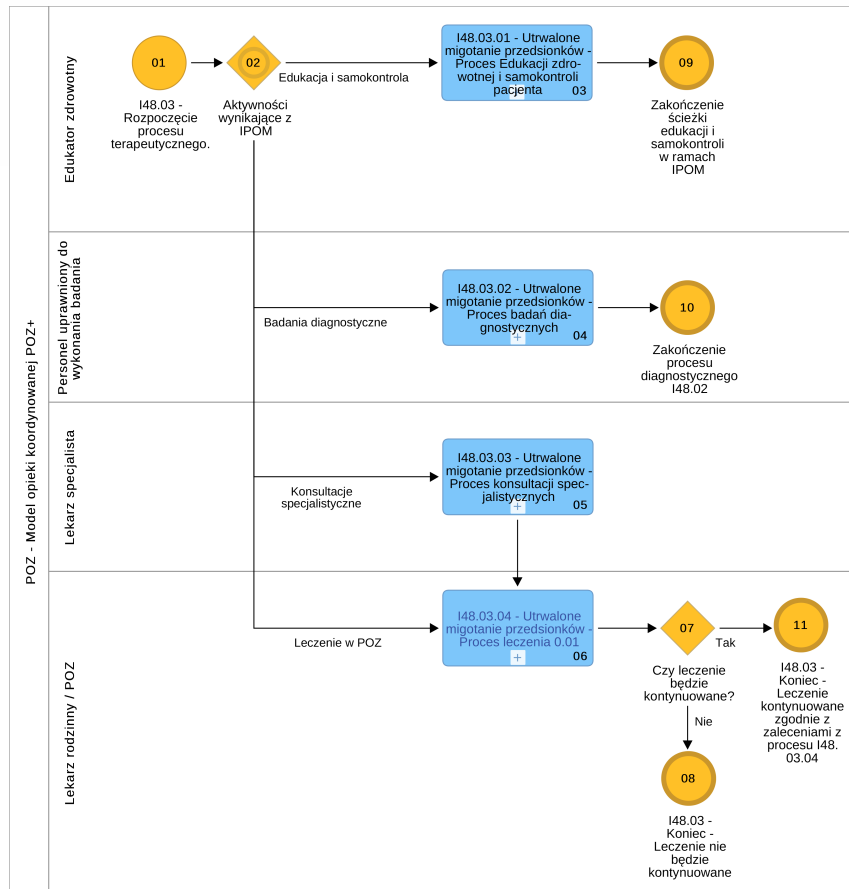 POZ - Model opieki koordynowanej POZ+
Edukator zdrowotny
01
I48.03 -
Rozpoczęcie
procesu
terapeutycznego.
02
Aktywności
wynikające z
IPOM
Edukacja i samokontrola
I48.03.01 - Utrwalone
migotanie przedsionków -
Proces Edukacji zdro-
wotnej i samokontroli
pacjenta
03
09
Zakończenie
ścieżki
edukacji i
samokontroli
w ramach
IPOM
Personel uprawniony do
wykonania badania
Badania diagnostyczne
I48.03.02 - Utrwalone
migotanie przedsionków -
Proces badań dia-
gnostycznych
04
10
Zakończenie
procesu
diagnostycznego
I48.02
Lekarz specjalista
Konsultacje
specjalistyczne
I48.03.03 - Utrwalone
migotanie przedsionków -
Proces konsultacji spec-
jalistycznych
05
Lekarz rodzinny / POZ
Leczenie w POZ
I48.03.04 - Utrwalone
migotanie przedsionków -
Proces leczenia 0.01
06
07
Czy leczenie
będzie
kontynuowane?
Tak
11
I48.03 -
Koniec -
Leczenie
kontynuowane
zgodnie z
zaleceniami z
procesu I48.
03.04
Nie
08
I48.03 -
Koniec -
Leczenie nie
będzie
kontynuowane